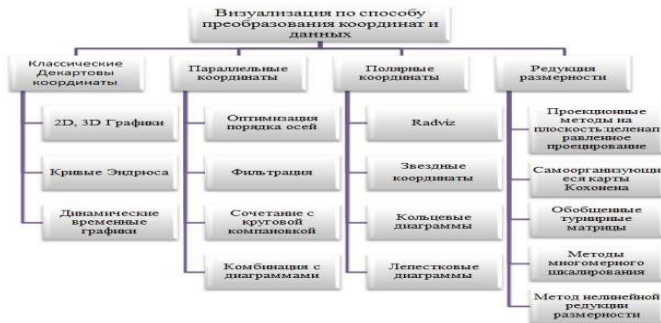 Визуализация по способу
преобразования координат и
данных
Классические
Декартовы
координаты
2D, 3D Графики
Кривые Эндрюса
Динамические
временные
графики
Параллельные
координаты
Оптимизация
порядка осей
Фильтрация
Сочетание с
круговой
компановкой
Комбинация с
диаграммами
Полярные
координаты
Radviz
Звездные
координаты
Кольцевые
диаграммы
Лепестковые
диаграммы
Редукция
размерности
Проекционные
методы на
плоскость:целенап
равленное
проецирование
Самоорганизующи
еся карты
Кохонена
Обобщенные
турнирные
матрицы
Методы
многомерного
шкалирования
Метод нелинейной
редукции
размерности